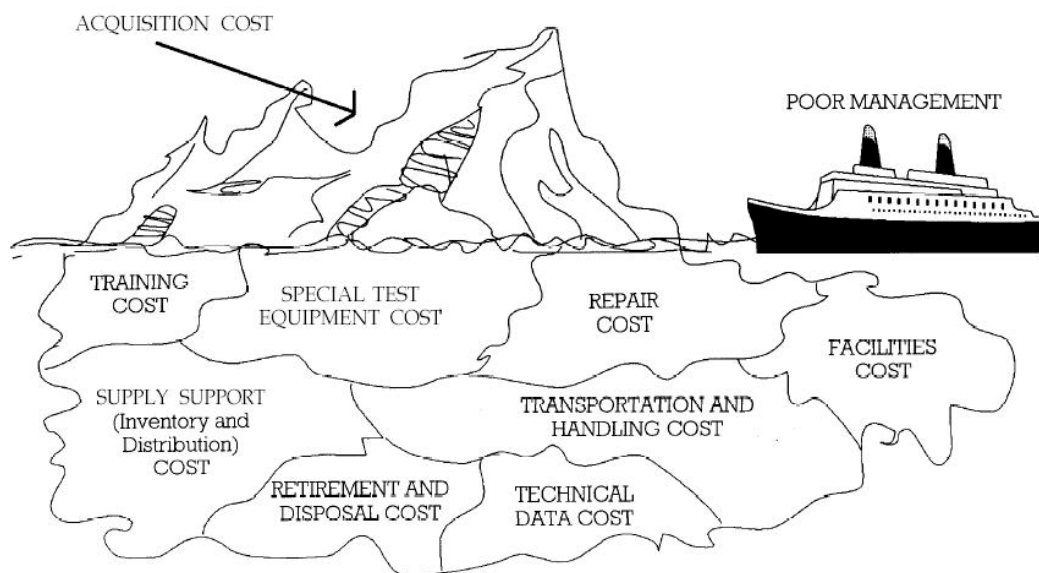 ACQUISITION COST
POOR MANAGEMENT
TRAINING
COST
SPECIAL TEST
EQUIPMENT COST
REPAIR
COST
FACILITIES
COST
SUPPLY SUPPORT
(Inventory and
Distribution)
COST
TRANSPORTATION AND
HANDLING COST
RETIREMENT AND
DISPOSAL COST
TECHNICAL
DATA COST